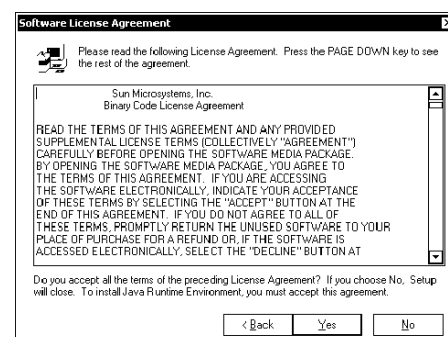 Software License Agreement
Please read the following License Agreement. Press the PAGE DOWN key to see
the rest of the agreement.
Sun Microsystems, Inc.
Binary Code License Agreement
READ THE TERMS OF THIS AGREEMENT AND ANY PROVIDED
SUPPLEMENTAL LICENSE TERMS (COLLECTIVELY "AGREEMENT")
CAREFULLY BEFORE OPENING THE SOFTWARE MEDIA PACKAGE.
BY OPENING THE SOFTWARE MEDIA PACKAGE, YOU AGREE TO
THE TERMS OF THIS AGREEMENT. IF YOU ARE ACCESSING
THE SOFTWARE ELECTRONICALLY, INDICATE YOUR ACCEPTANCE
OF THESE TERMS BY SELECTING THE "ACCEPT" BUTTON AT THE
END OF THIS AGREEMENT. IF YOU DO NOT AGREE TO ALL OF
THESE TERMS, PROMPTLY RETURN THE UNUSED SOFTWARE TO YOUR
PLACE OF PURCHASE FOR A REFUND OR, IF THE SOFTWARE IS
ACCESSED ELECTRONICALLY, SELECT THE "DECLINE" BUTTON AT
Do you accept all the terms of the preceding License Agreement? If you choose No, Setup
will close. To install Java Runtime Environment, you must accept this agreement.
< Back Yes No